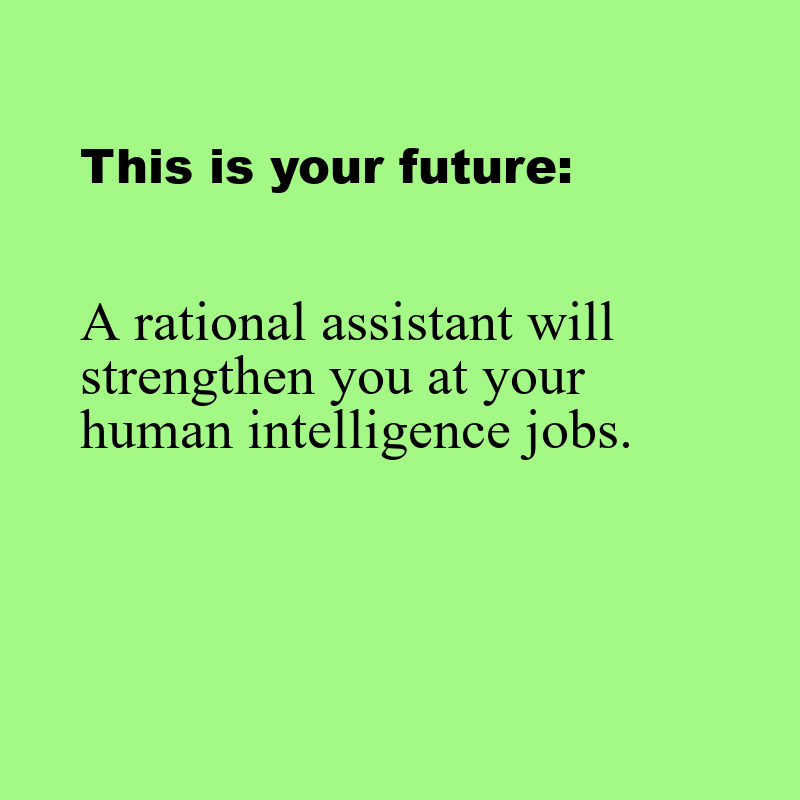 This is your future:
A rational assistant will
strengthen you at your
human intelligence jobs.